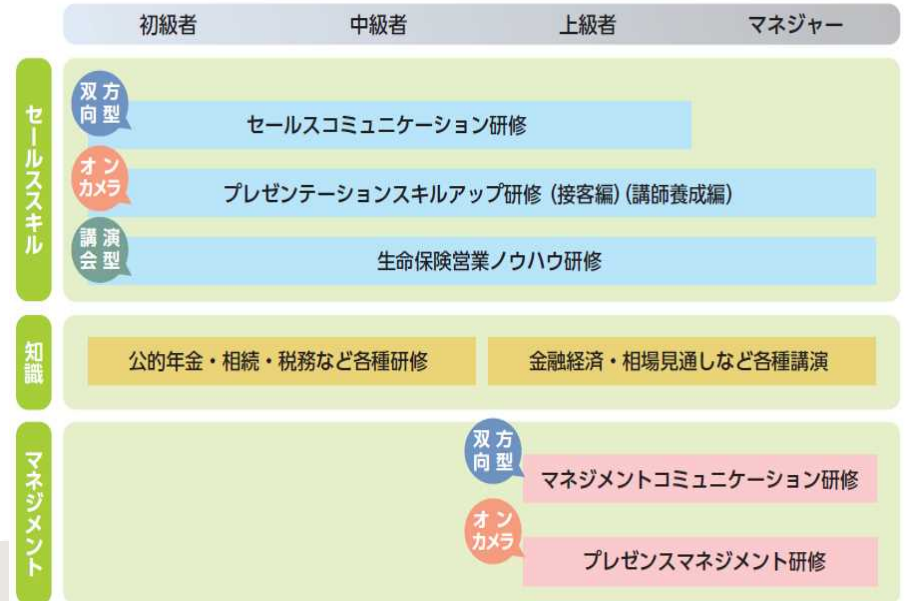 初級者 中級者 上級者 マネジャー
セールススキル
双方
向型
セールスコミュニケーション研修
オン
カメラ
プレゼンテーションスキルアップ研修（接客編）（講師養成編）
講演
会型
生命保険営業ノウハウ研修
知識
公的年金・相続・税務など各種研修
金融経済・相場見通しなど各種講演
マネジメント
双方
向型
マネジメントコミュニケーション研修
オン
カメラ
プレゼンスマネジメント研修